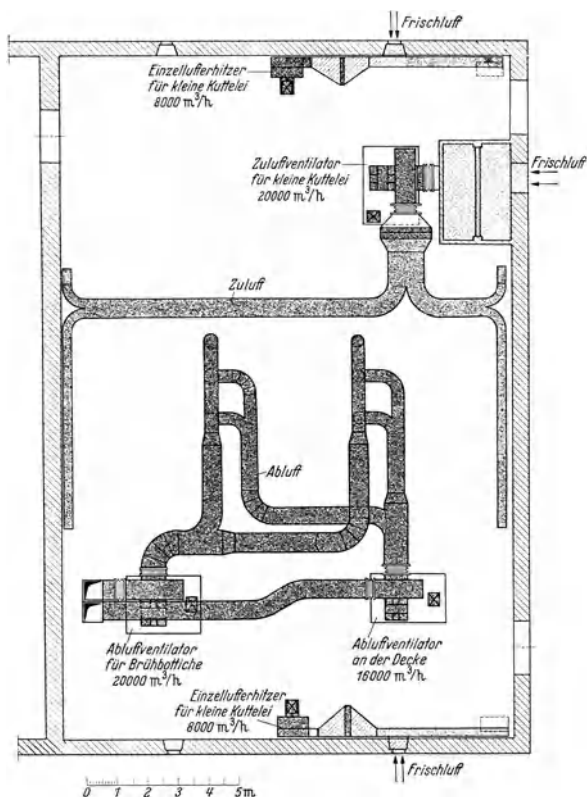 Frischluft
Einzellufterhitzer
für kleine Kuttelei
8000 m³/h
Zuluftventilator
für kleine Kuttelei
20000 m³/h
Frischluft
Zuluft
Abluft
Abluftventilator
für Brühbottiche
20000 m³/h
Abluftventilator
an der Decke
16000 m³/h
Einzellufterhitzer
für kleine Kuttelei
8000 m³/h
Frischluft
0 1 2 3 4 5m